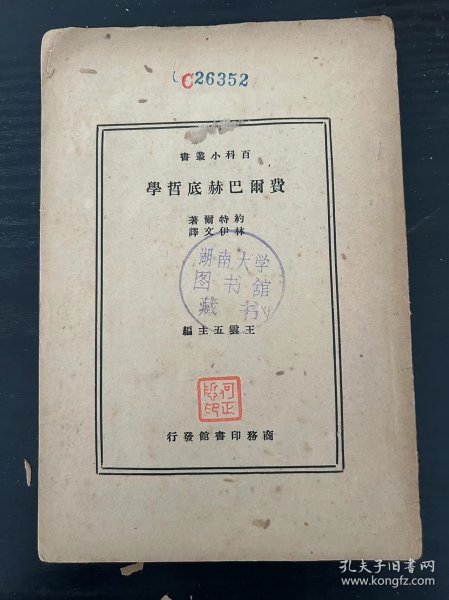 C26352
百科小叢書
費爾巴赫底哲學
約特爾著
林伊文譯
湖南大学
图书館
藏书
王雲五主編
商務印書館發行
孔夫子旧书网
www.kongfz.com